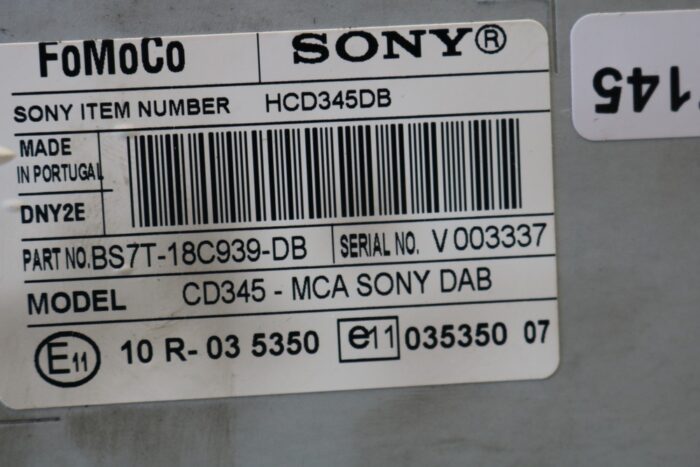 FoMoCo SONY®
SONY ITEM NUMBER HCD345DB
MADE
IN PORTUGAL
DNY2E
PART NO. BS7T-18C939-DB SERIAL NO. V 003337
MODEL CD345 - MCA SONY DAB
E11 10 R- 03 5350 e11 035350 07
145